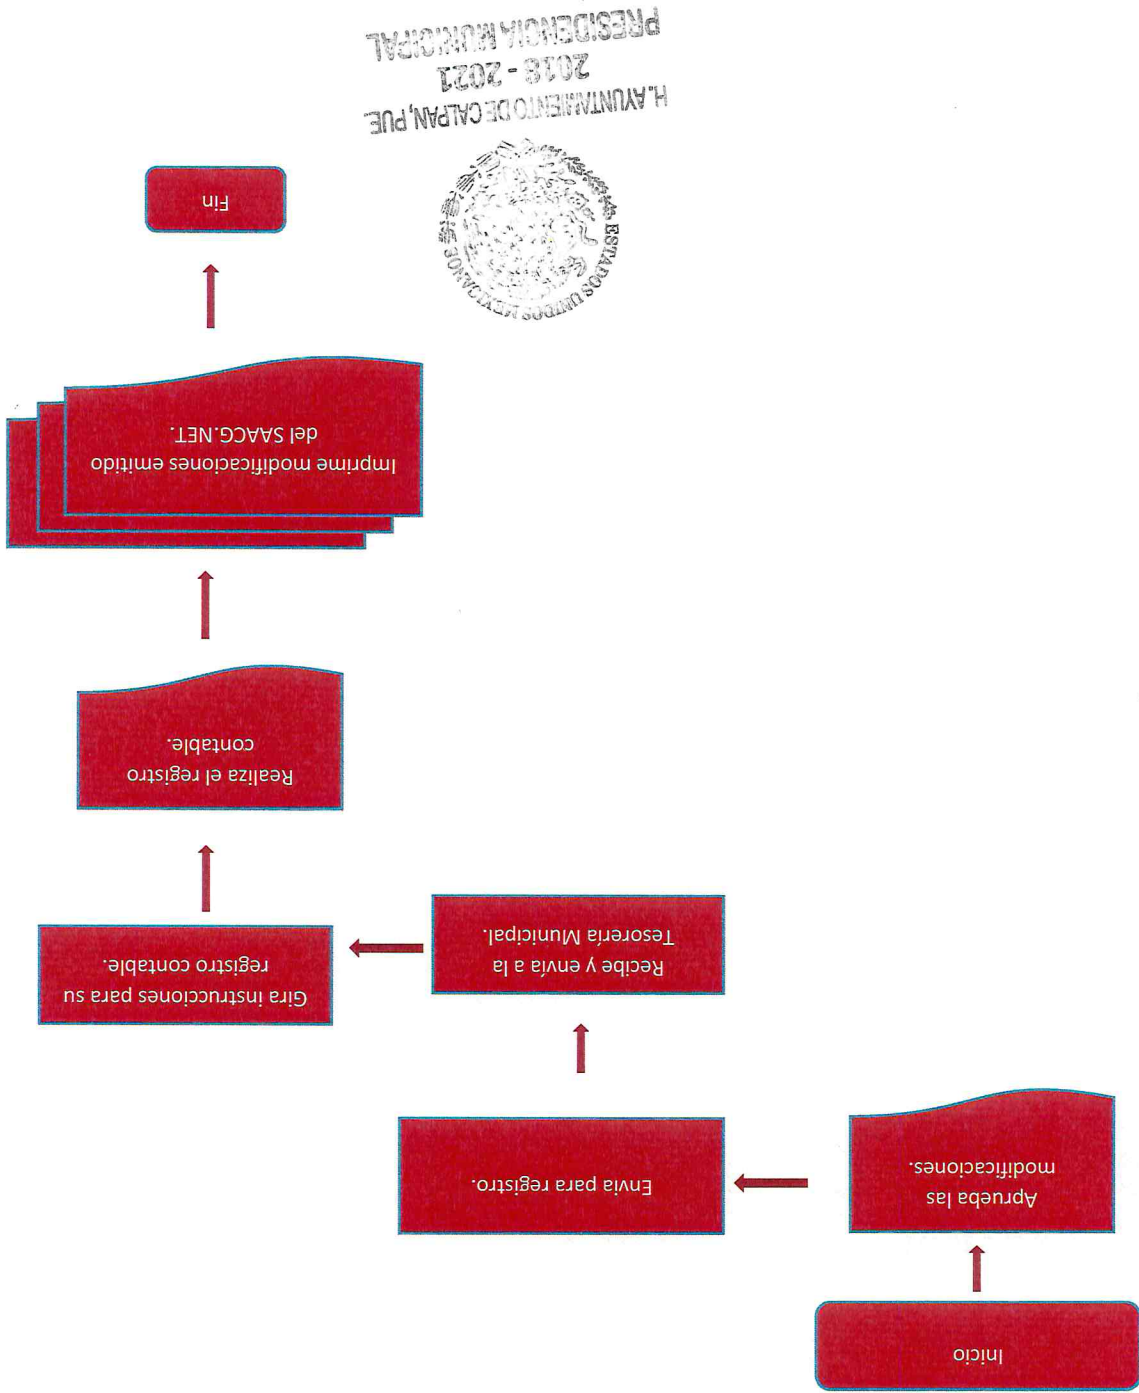 Inicio
Aprueba las
modificaciones.
Envia para registro.
Recibe y envía a la
Tesorería Municipal.
Gira instrucciones para su
registro contable.
Realiza el registro
contable.
Imprime modificaciones emitido
del SAACG.NET.
Fin
ESTADOS UNIDOS MEXICANOS
H. AYUNTAMIENTO DE CALPAN, PUE.
2018 - 2021
PRESIDENCIA MUNICIPAL